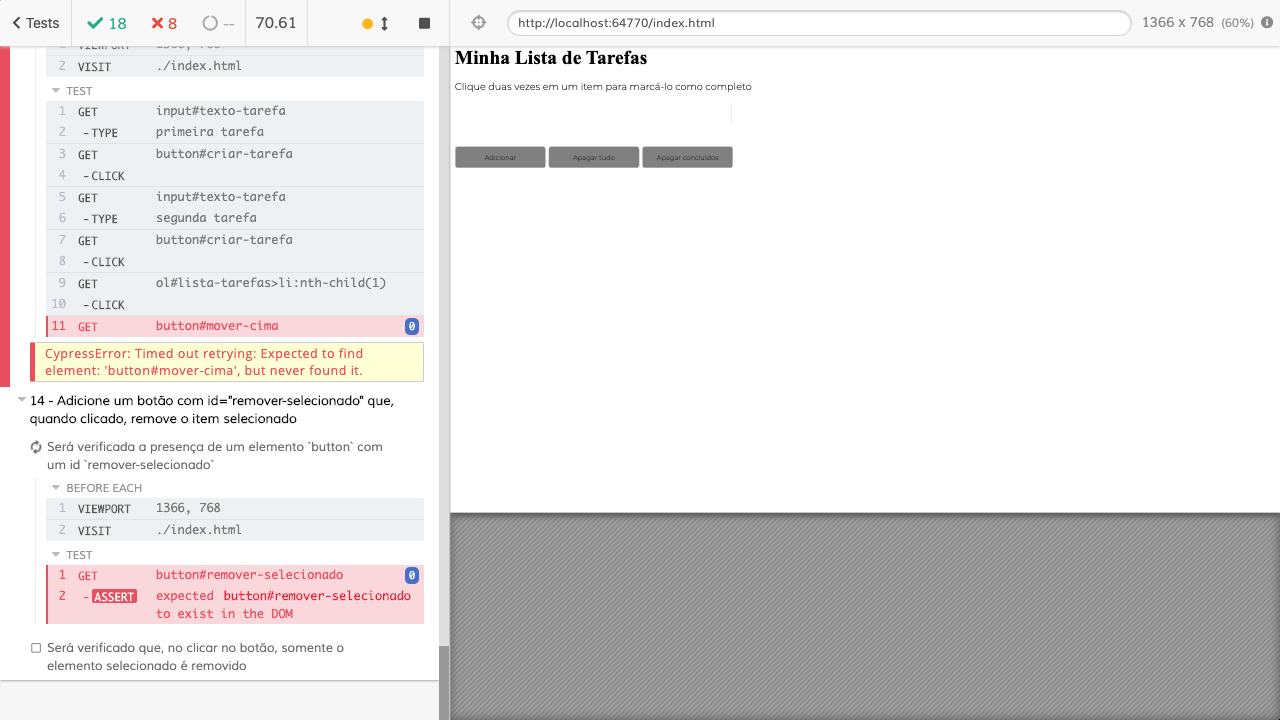 Tests 18 8 -- 70.61 http://localhost:64770/index.html 1366 x 768 (60%)
2 VISIT ./index.html
TEST
1 GET input#texto-tarefa
2 -TYPE primeira tarefa
3 GET button#criar-tarefa
4 -CLICK
5 GET input#texto-tarefa
6 -TYPE segunda tarefa
7 GET button#criar-tarefa
8 -CLICK
9 GET ol#lista-tarefas>li:nth-child(1)
10 -CLICK
11 GET button#mover-cima 0
CypressError: Timed out retrying: Expected to find
element: 'button#mover-cima', but never found it.
14 - Adicione um botão com id="remover-selecionado" que,
quando clicado, remove o item selecionado
Será verificada a presença de um elemento `button` com
um id `remover-selecionado`
BEFORE EACH
1 VIEWPORT 1366, 768
2 VISIT ./index.html
TEST
1 GET button#remover-selecionado 0
2 -ASSERT expected button#remover-selecionado
to exist in the DOM
Será verificado que, no clicar no botão, somente o
elemento selecionado é removido
Minha Lista de Tarefas
Clique duas vezes em um item para marcá-lo como completo
Adicionar Apagar tudo Apagar concluidos